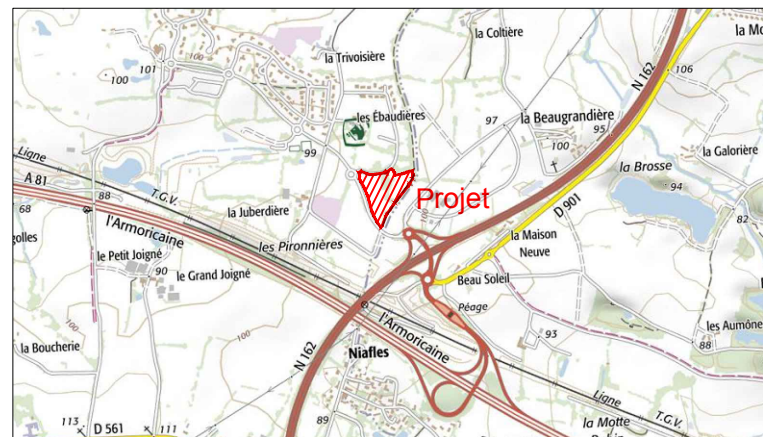 la Coltière
la Trivoisière
100
101
100
100
N 162
106
les Ébaudières
97
la Beaugrandière
100
95
99
la Galorière
la Brosse
94
Ligne
A 81
T.G.V.
Projet
100
D 901
82
88
68
l'Armoricaine
la Juberdière
les Pironnières
la Maison
Neuve
le Petit Joigné
90
le Grand Joigné
Beau Soleil
Péage
100
l'Armoricaine
93
les Aumône
88
la Boucherie
N 162
Niafles
Ligne
T.G.V.
113
D 561
111
89
la Motte